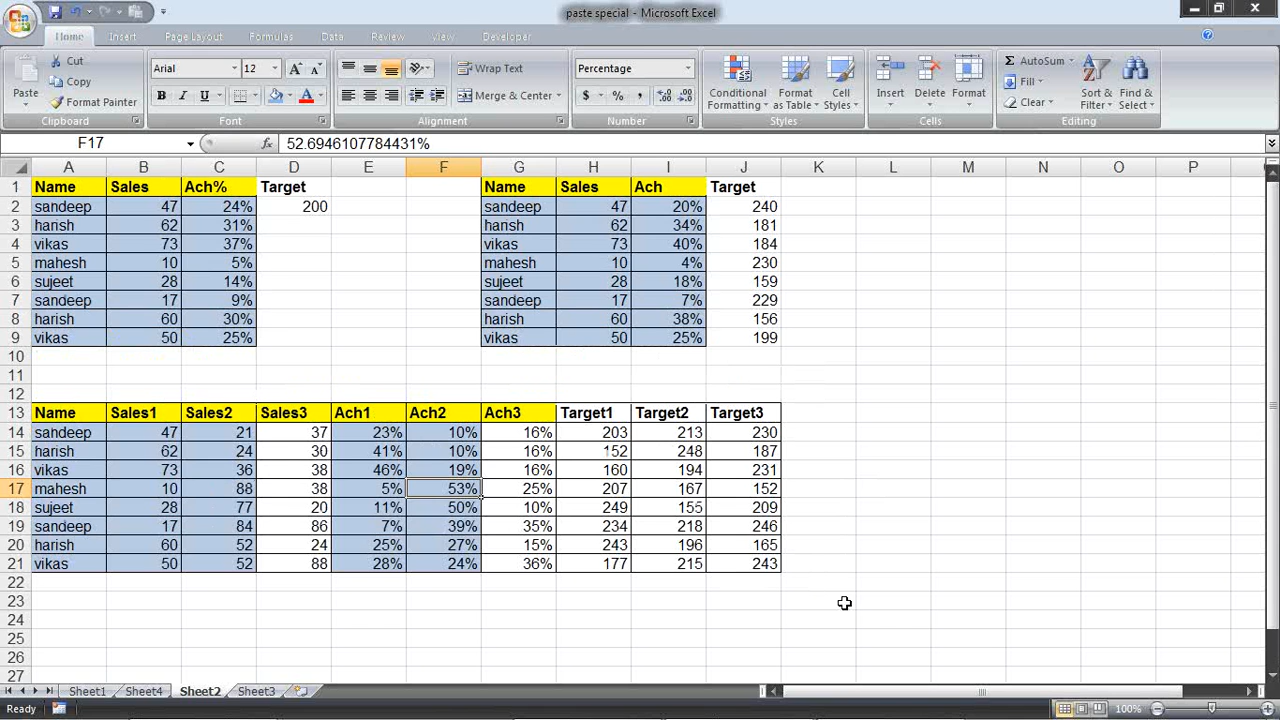 paste special - Microsoft Excel
Home Insert Page Layout Formulas Data Review View Developer
Cut
Copy
Format Painter
Paste
Clipboard
Arial 12
B I U A
Font
Wrap Text
Merge & Center
Alignment
Percentage
$ % ,
Number
Conditional Formatting
Format as Table
Cell Styles
Styles
Insert Delete Format
Cells
Σ AutoSum
Fill
Clear
Sort & Filter
Find & Select
Editing
F17 fx 52.6946107784431%
A B C D E F G H I J K L M N O P
1 Name Sales Ach% Target Name Sales Ach Target
2 sandeep 47 24% 200 sandeep 47 20% 240
3 harish 62 31% harish 62 34% 181
4 vikas 73 37% vikas 73 40% 184
5 mahesh 10 5% mahesh 10 4% 230
6 sujeet 28 14% sujeet 28 18% 159
7 sandeep 17 9% sandeep 17 7% 229
8 harish 60 30% harish 60 38% 156
9 vikas 50 25% vikas 50 25% 199
10
11
12
13 Name Sales1 Sales2 Sales3 Ach1 Ach2 Ach3 Target1 Target2 Target3
14 sandeep 47 21 37 23% 10% 16% 203 213 230
15 harish 62 24 30 41% 10% 16% 152 248 187
16 vikas 73 36 38 46% 19% 16% 160 194 231
17 mahesh 10 88 38 5% 53% 25% 207 167 152
18 sujeet 28 77 20 11% 50% 10% 249 155 209
19 sandeep 17 84 86 7% 39% 35% 234 218 246
20 harish 60 52 24 25% 27% 15% 243 196 165
21 vikas 50 52 88 28% 24% 36% 177 215 243
22
23
24
25
26
27
Sheet1 Sheet4 Sheet2 Sheet3
Ready 100%